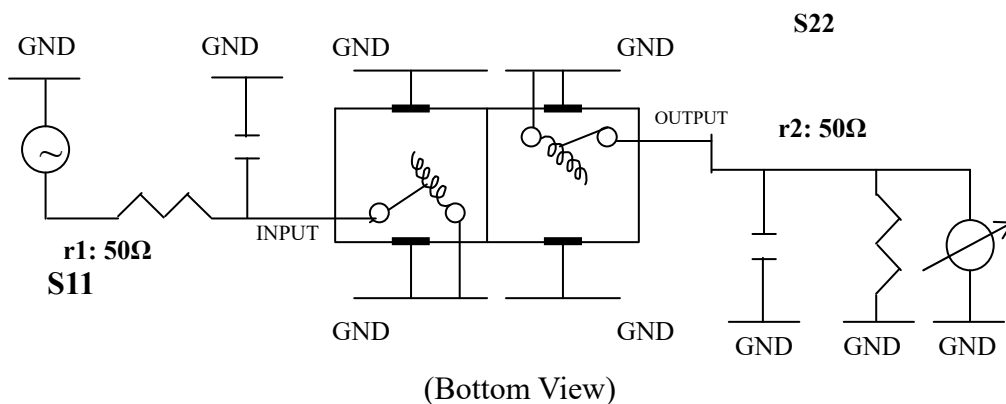 S22
GND
GND
GND
GND
OUTPUT
r2: 50Ω
~
INPUT
r1: 50Ω
S11
GND
GND
GND
GND
GND
(Bottom View)